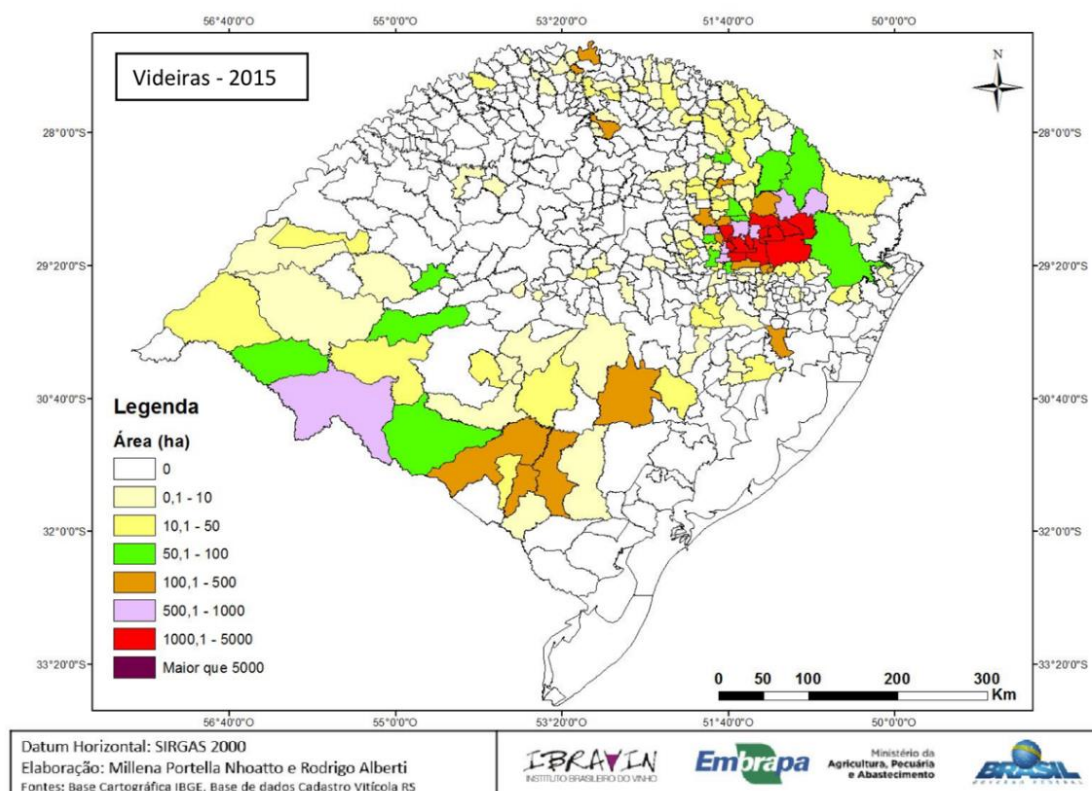 56°40'0"O 55°0'0"O 53°20'0"O 51°40'0"O 50°0'0"O
Videiras - 2015
N
28°0'0"S 28°0'0"S
29°20'0"S 29°20'0"S
30°40'0"S 30°40'0"S
32°0'0"S 32°0'0"S
33°20'0"S 33°20'0"S
Legenda
Área (ha)
0
0,1 - 10
10,1 - 50
50,1 - 100
100,1 - 500
500,1 - 1000
1000,1 - 5000
Maior que 5000
0 50 100 200 300
Km
56°40'0"O 55°0'0"O 53°20'0"O 51°40'0"O 50°0'0"O
Datum Horizontal: SIRGAS 2000
Elaboração: Millena Portella Nhoatto e Rodrigo Alberti
Fontes: Base Cartográfica IBGE, Base de dados Cadastro Vitícola RS
IBRAVIN
INSTITUTO BRASILEIRO DO VINHO
Embrapa
Ministério da
Agricultura, Pecuária
e Abastecimento
BRASIL
GOVERNO FEDERAL